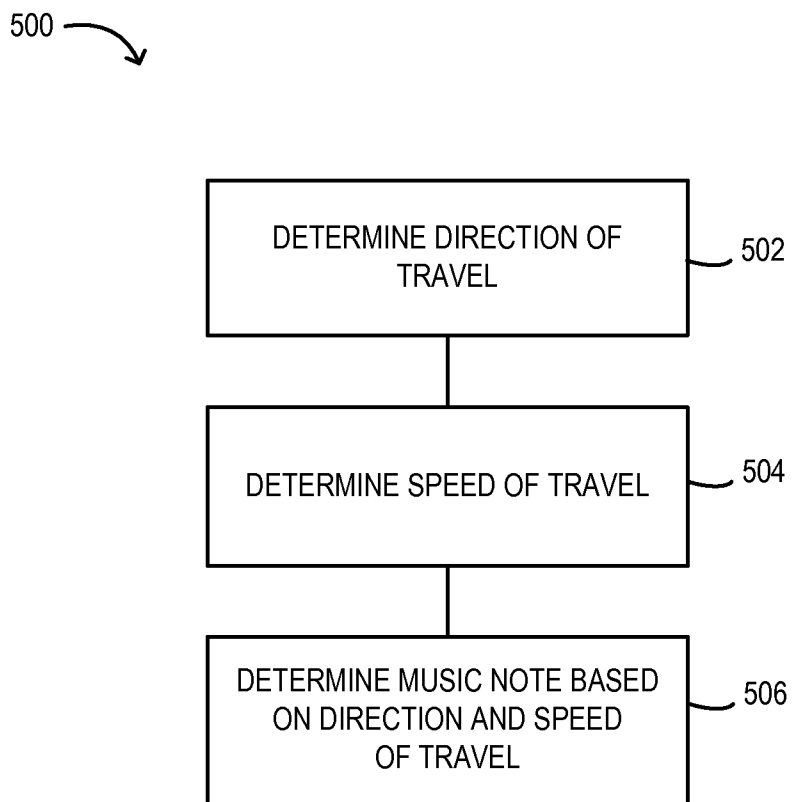 500
DETERMINE DIRECTION OF
TRAVEL
502
DETERMINE SPEED OF TRAVEL
504
DETERMINE MUSIC NOTE BASED
ON DIRECTION AND SPEED
OF TRAVEL
506